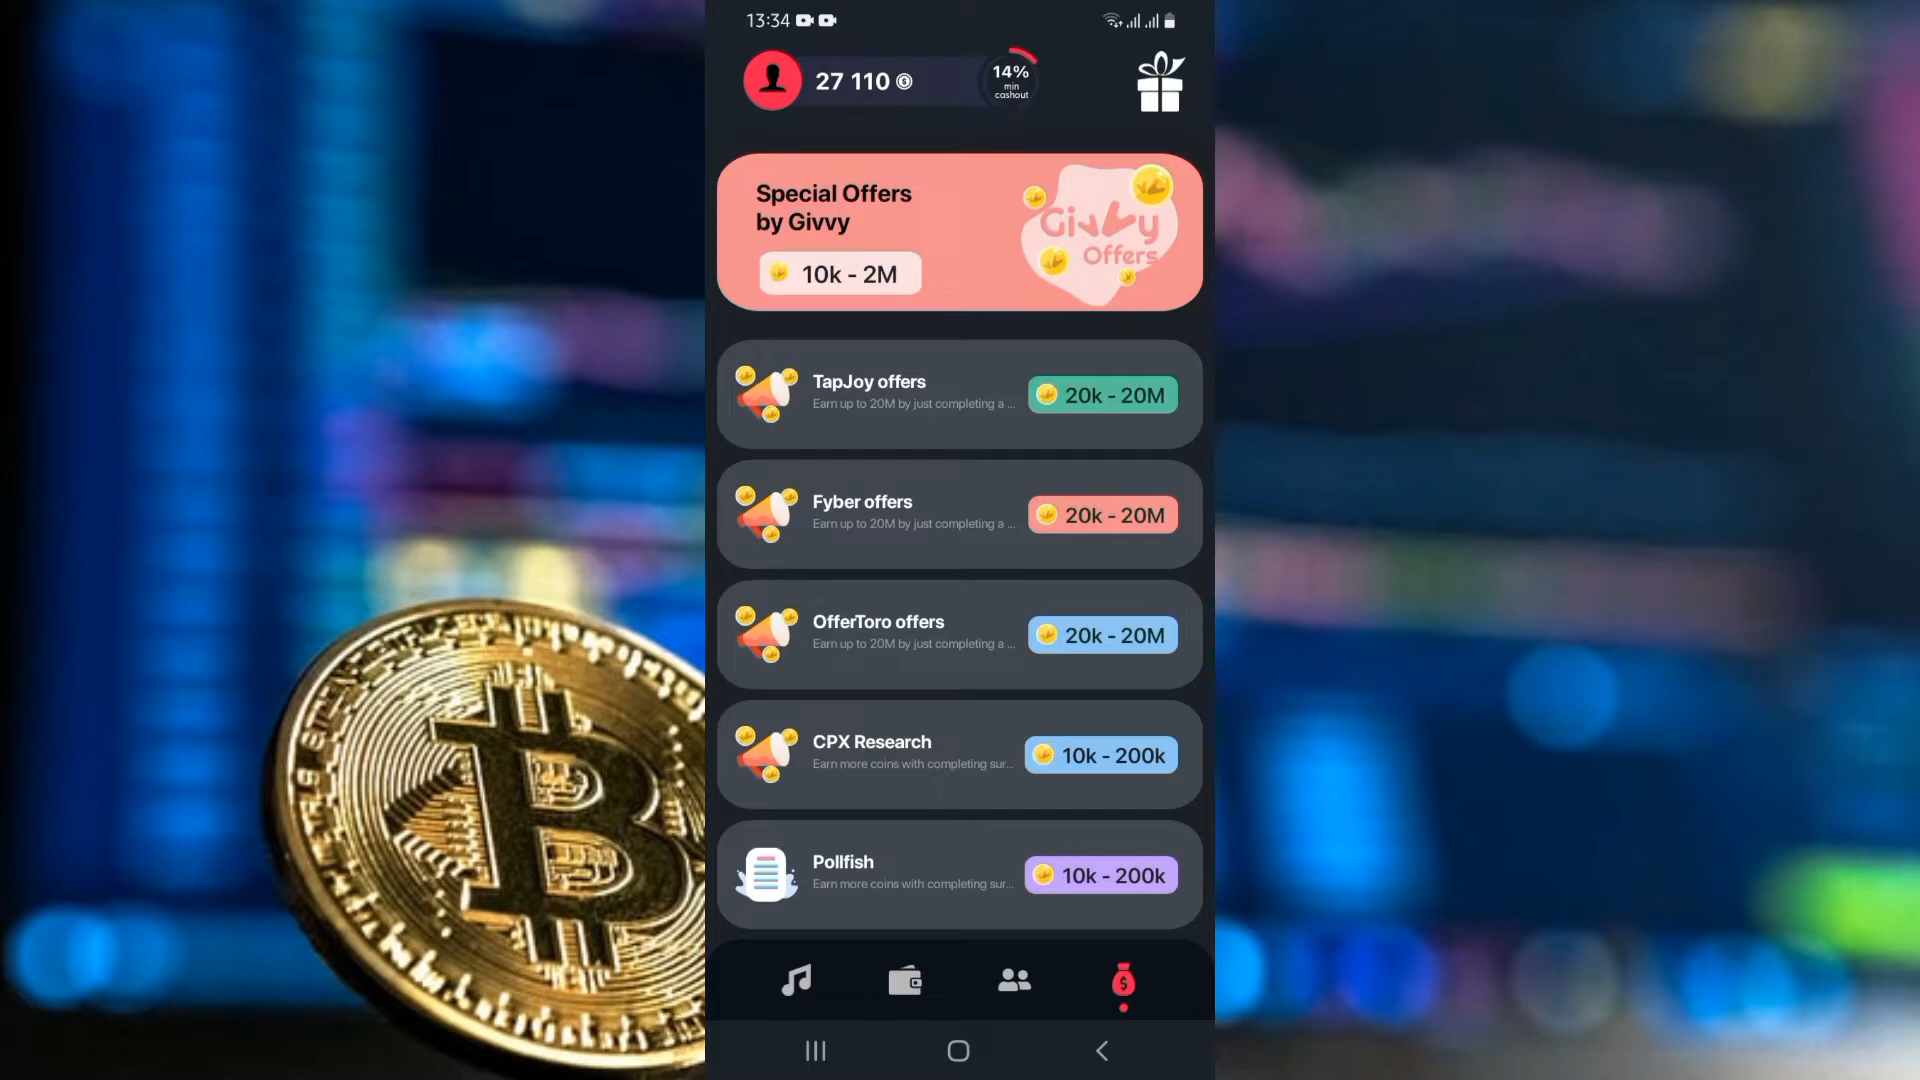 13:34
27 110
14%
min
cashout
Special Offers
by Givvy
10k - 2M
Givvy
Offers
TapJoy offers
Earn up to 20M by just completing a ...
20k - 20M
Fyber offers
Earn up to 20M by just completing a ...
20k - 20M
OfferToro offers
Earn up to 20M by just completing a ...
20k - 20M
CPX Research
Earn more coins with completing sur...
10k - 200k
Pollfish
Earn more coins with completing sur...
10k - 200k